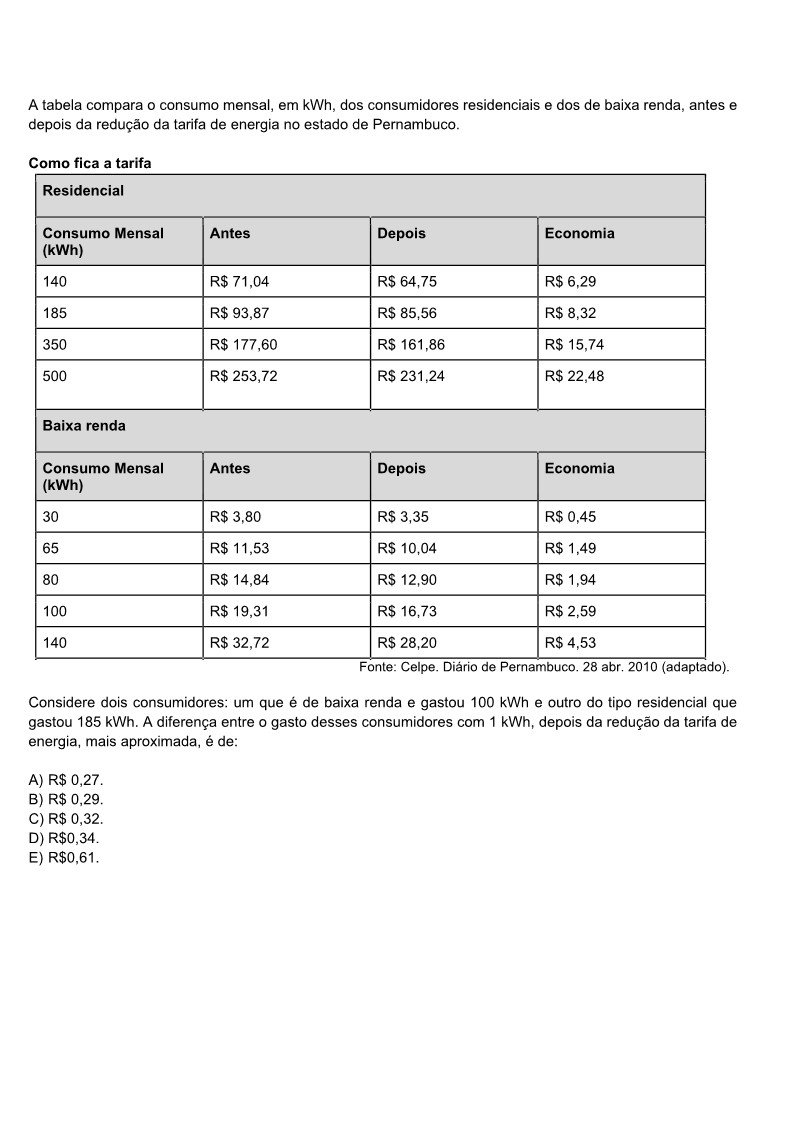 A tabela compara o consumo mensal, em kWh, dos consumidores residenciais e dos de baixa renda, antes e
depois da redução da tarifa de energia no estado de Pernambuco.
Como fica a tarifa
Residencial
Consumo Mensal (kWh) Antes Depois Economia
140 R$ 71,04 R$ 64,75 R$ 6,29
185 R$ 93,87 R$ 85,56 R$ 8,32
350 R$ 177,60 R$ 161,86 R$ 15,74
500 R$ 253,72 R$ 231,24 R$ 22,48
Baixa renda
Consumo Mensal (kWh) Antes Depois Economia
30 R$ 3,80 R$ 3,35 R$ 0,45
65 R$ 11,53 R$ 10,04 R$ 1,49
80 R$ 14,84 R$ 12,90 R$ 1,94
100 R$ 19,31 R$ 16,73 R$ 2,59
140 R$ 32,72 R$ 28,20 R$ 4,53
Fonte: Celpe. Diário de Pernambuco. 28 abr. 2010 (adaptado).
Considere dois consumidores: um que é de baixa renda e gastou 100 kWh e outro do tipo residencial que
gastou 185 kWh. A diferença entre o gasto desses consumidores com 1 kWh, depois da redução da tarifa de
energia, mais aproximada, é de:
A) R$ 0,27.
B) R$ 0,29.
C) R$ 0,32.
D) R$0,34.
E) R$0,61.